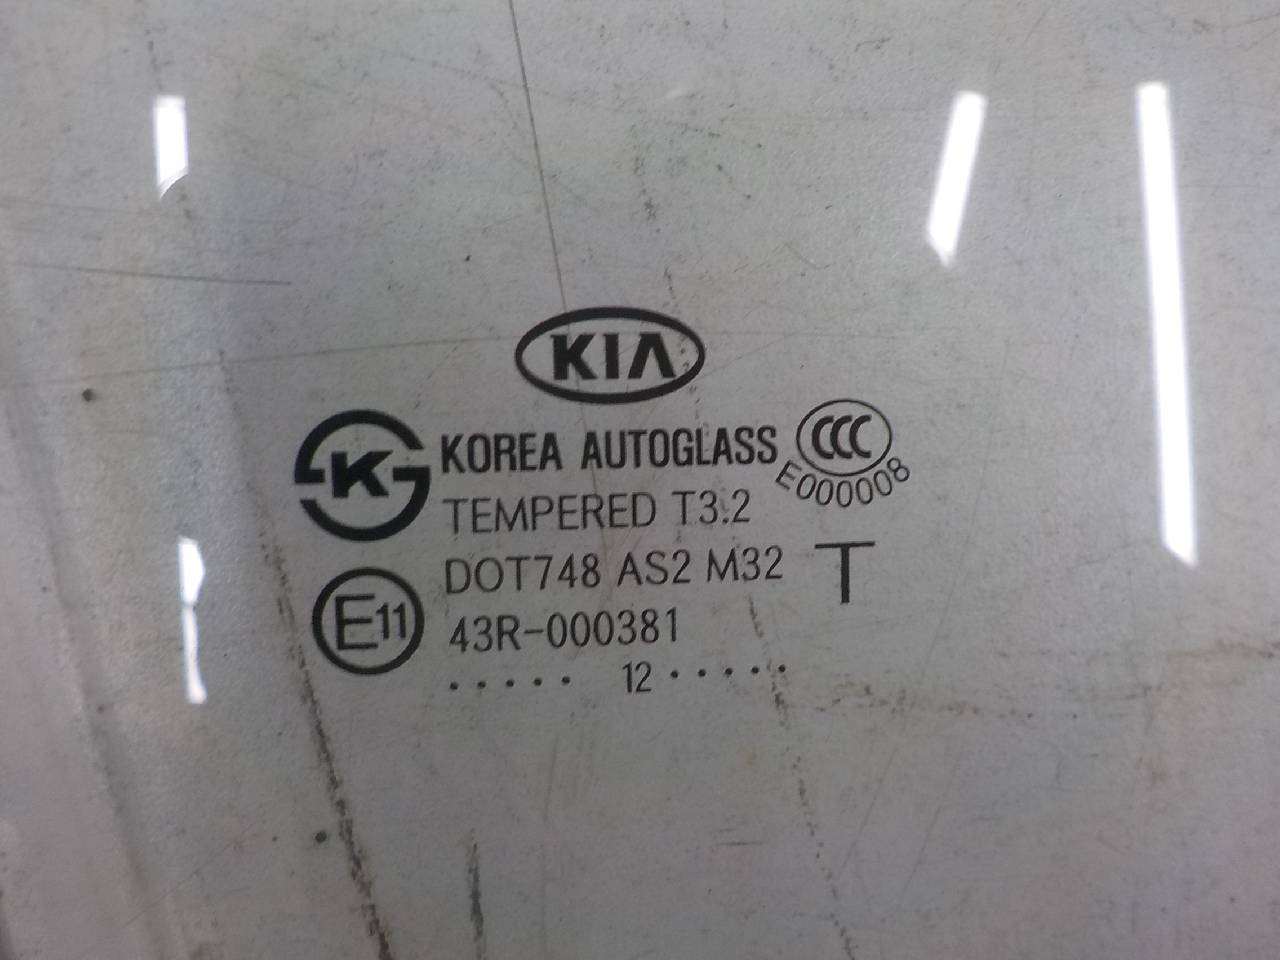 KIA
K
KOREA AUTOGLASS
CCC
E000008
TEMPERED T3.2
DOT748 AS2 M32
T
E11
43R-000381
..... 12 .....